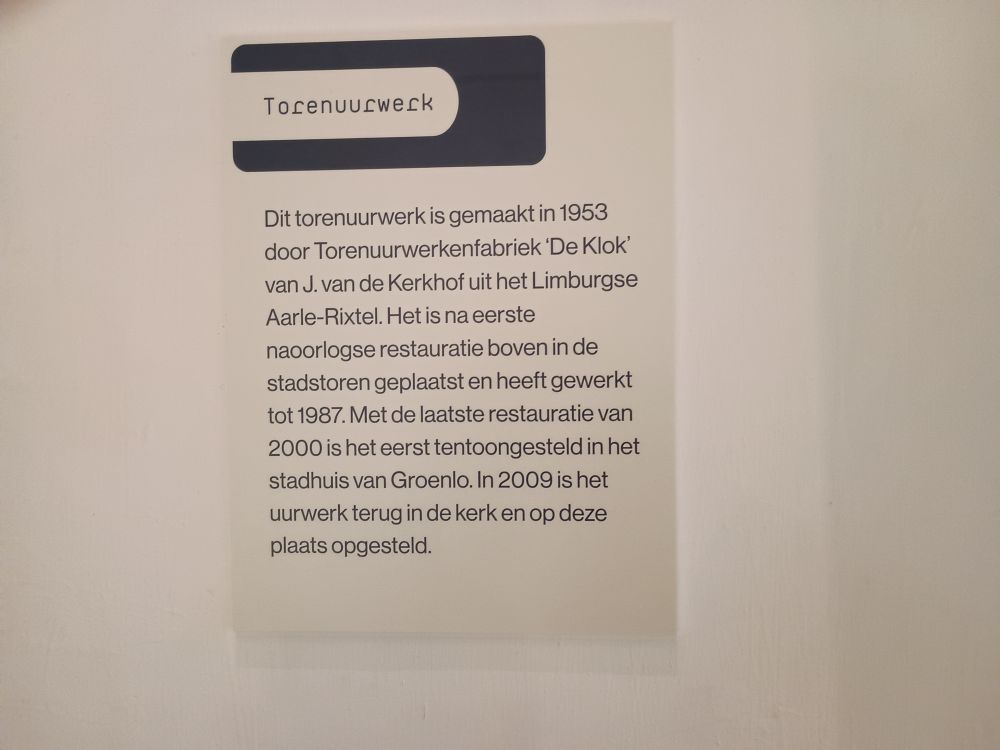 Torenuurwerk
Dit torenuurwerk is gemaakt in 1953
door Torenuurwerkenfabriek ‘De Klok’
van J. van de Kerkhof uit het Limburgse
Aarle-Rixtel. Het is na eerste
naoorlogse restauratie boven in de
stadstoren geplaatst en heeft gewerkt
tot 1987. Met de laatste restauratie van
2000 is het eerst tentoongesteld in het
stadhuis van Groenlo. In 2009 is het
uurwerk terug in de kerk en op deze
plaats opgesteld.